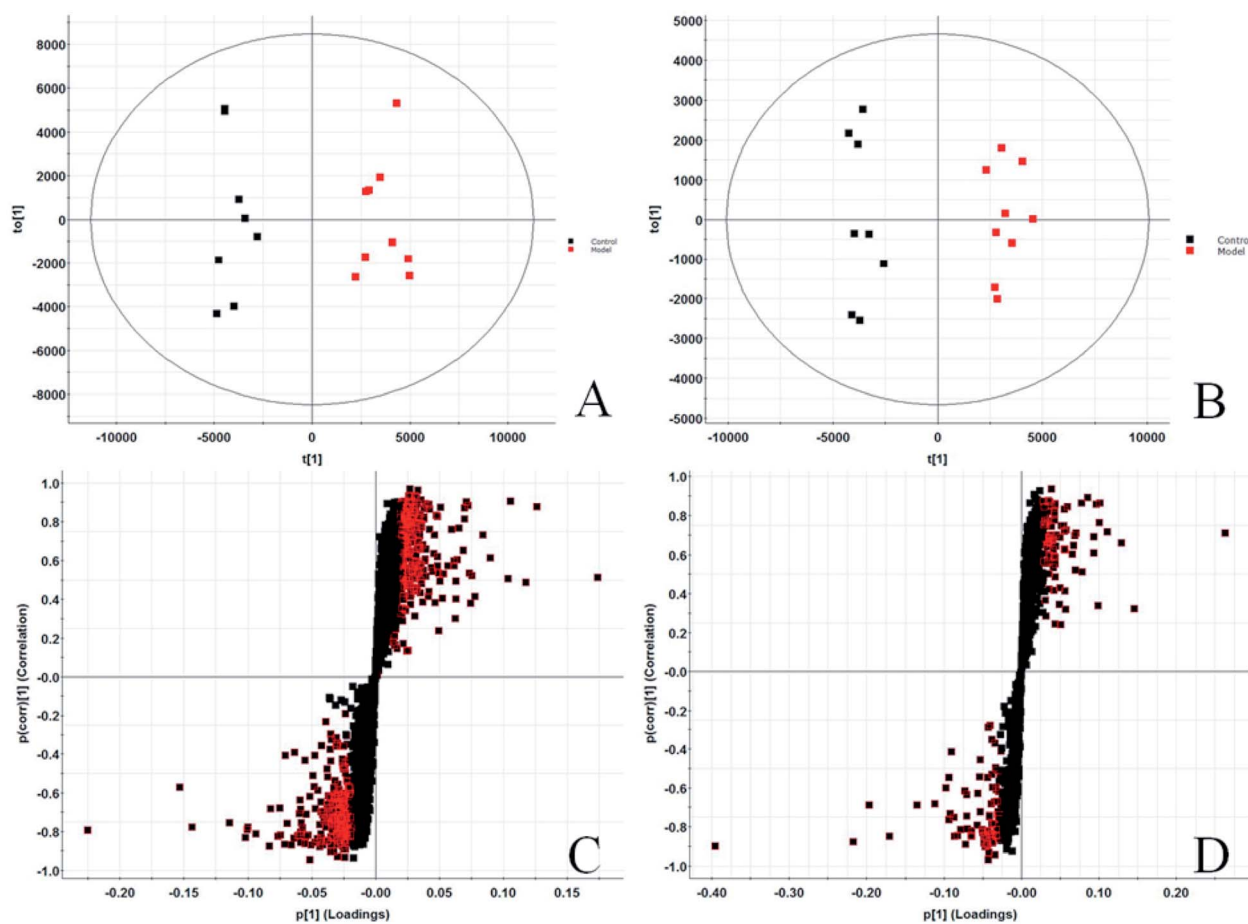 8000
6000
4000
2000
0
-2000
-4000
-6000
-8000
to[1]
-10000 -5000 0 5000 10000
t[1]
Control
Model
A
5000
4000
3000
2000
1000
0
-1000
-2000
-3000
-4000
-5000
to[1]
-10000 -5000 0 5000 10000
t[1]
Control
Model
B
1.0
0.8
0.6
0.4
0.2
-0.0
-0.2
-0.4
-0.6
-0.8
-1.0
p(corr)[1] (Correlation)
-0.20 -0.15 -0.10 -0.05 -0.00 0.05 0.10 0.15
p[1] (Loadings)
C
1.0
0.8
0.6
0.4
0.2
-0.0
-0.2
-0.4
-0.6
-0.8
-1.0
p(corr)[1] (Correlation)
-0.40 -0.30 -0.20 -0.10 -0.00 0.10 0.20
p[1] (Loadings)
D